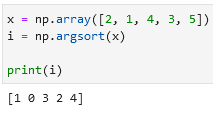 x = np.array([2, 1, 4, 3, 5])
i = np.argsort(x)
print(i)
[1 0 3 2 4]